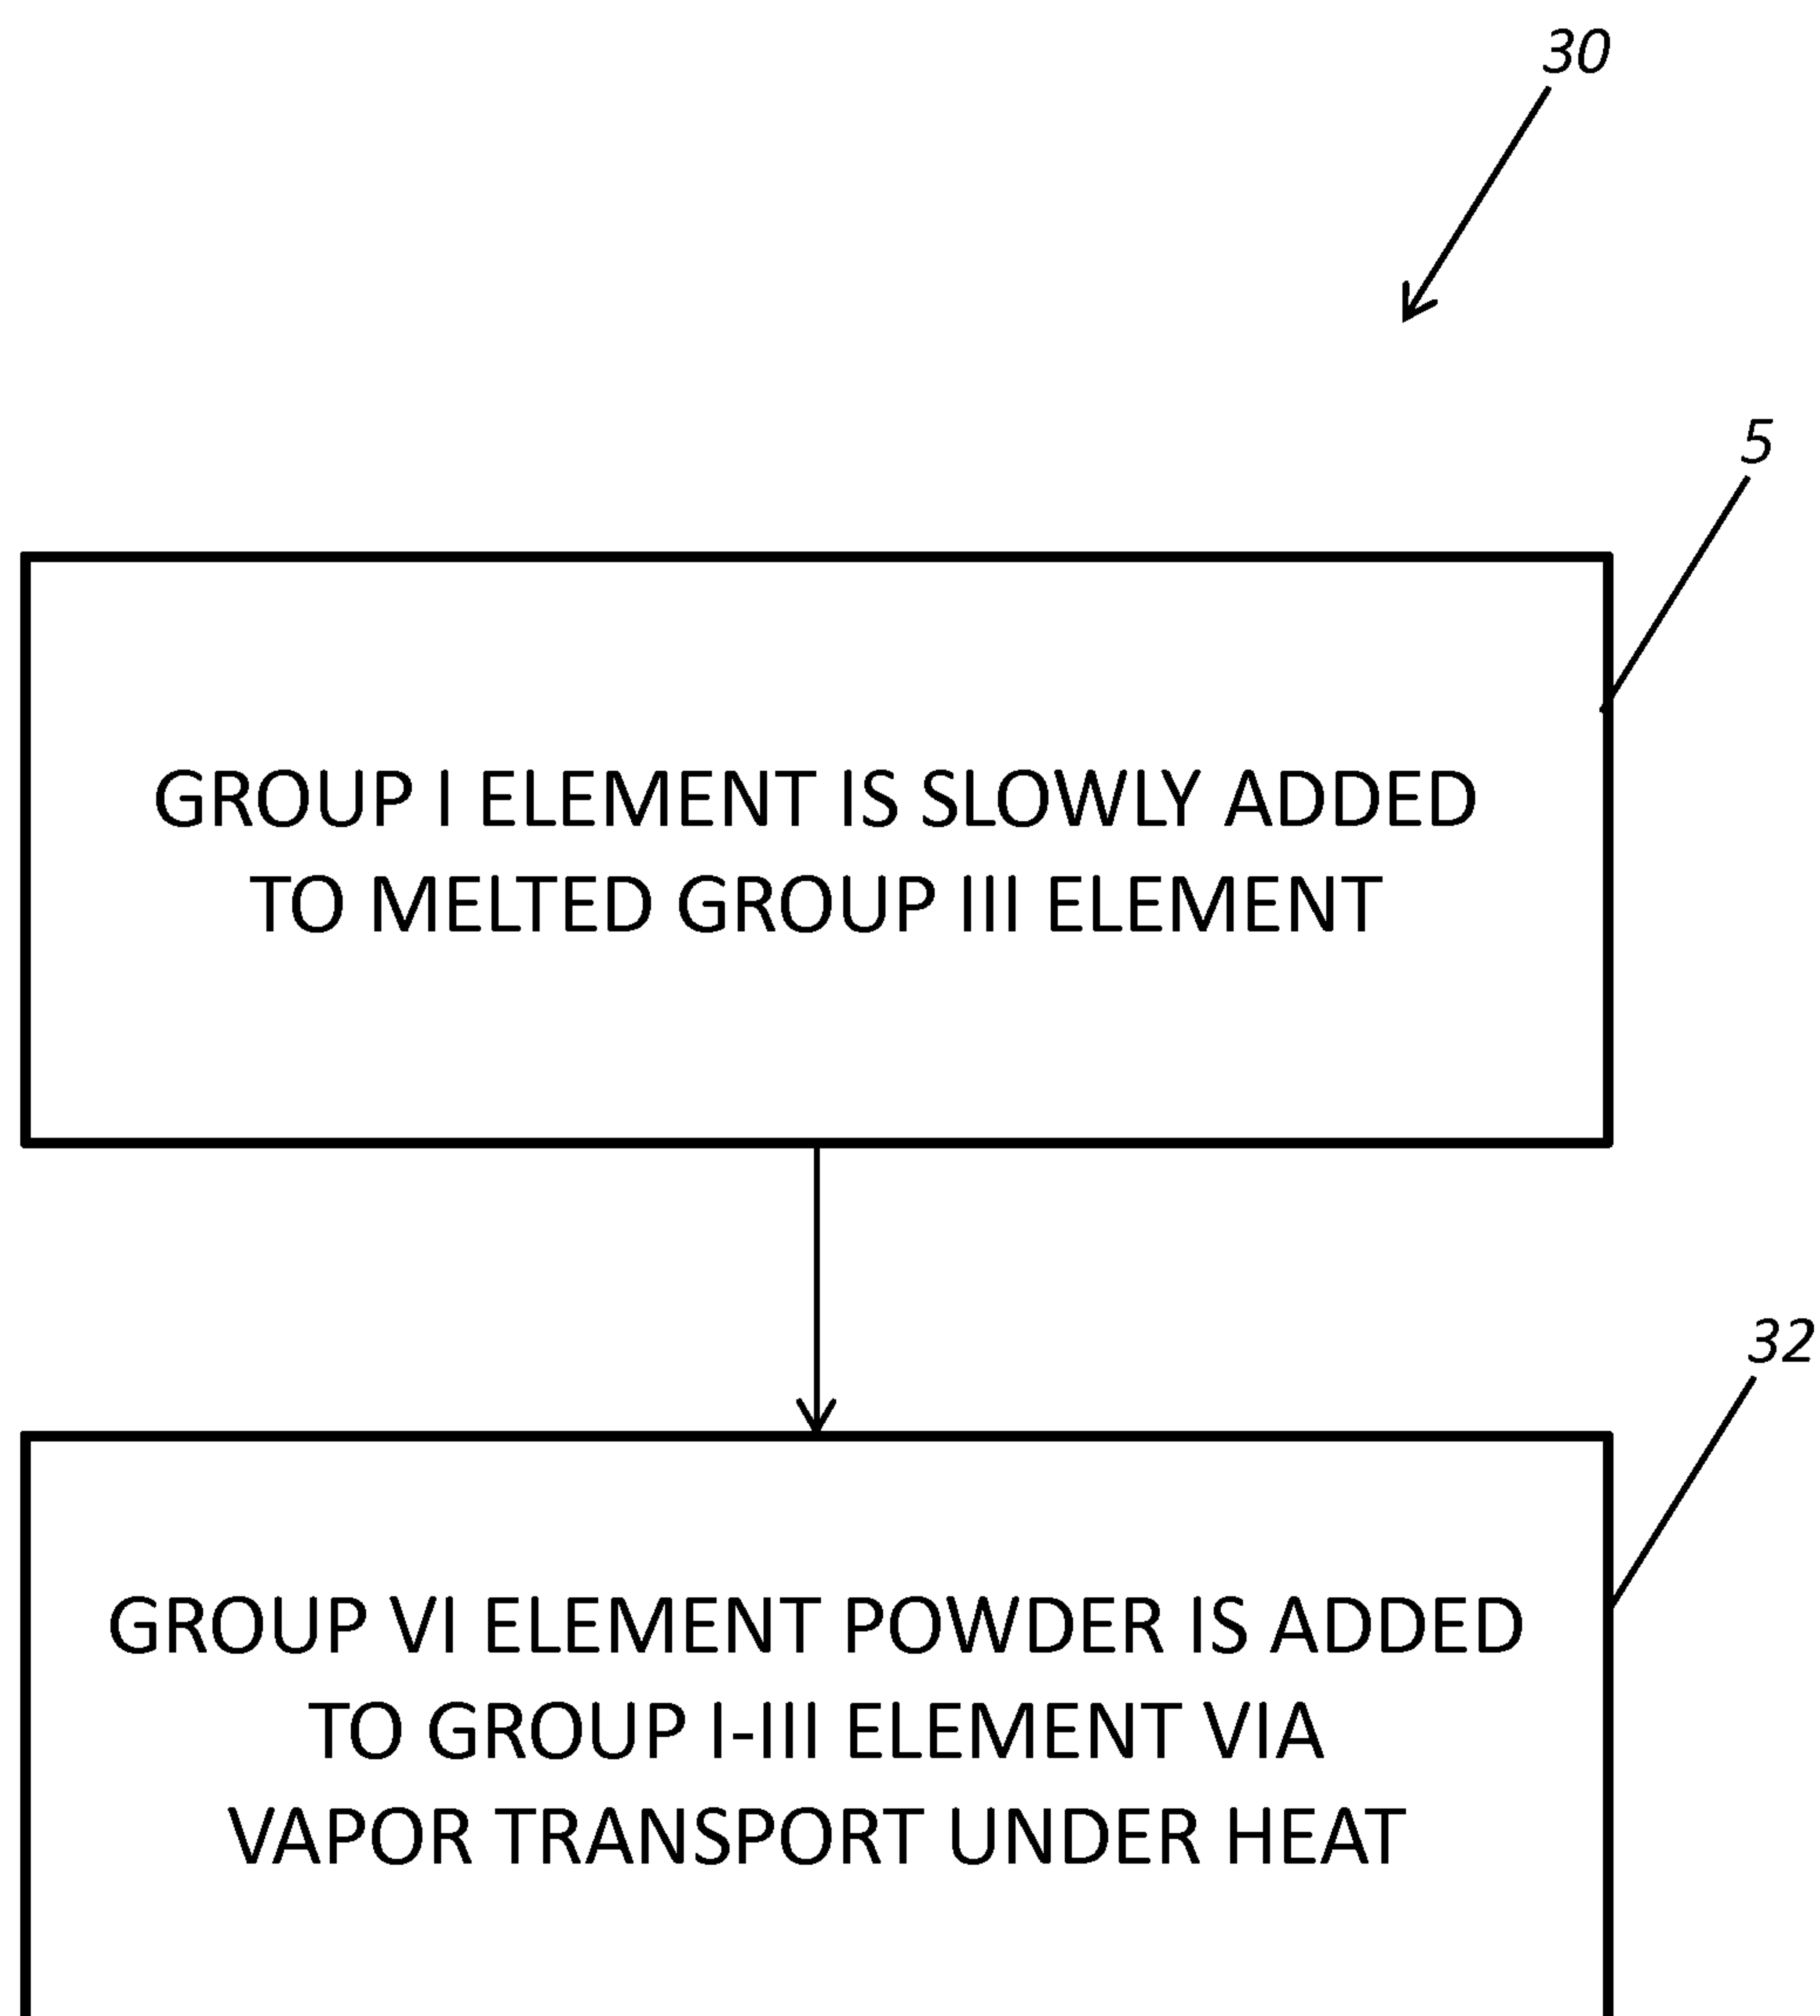 30
5
GROUP I ELEMENT IS SLOWLY ADDED
TO MELTED GROUP III ELEMENT
32
GROUP VI ELEMENT POWDER IS ADDED
TO GROUP I-III ELEMENT VIA
VAPOR TRANSPORT UNDER HEAT